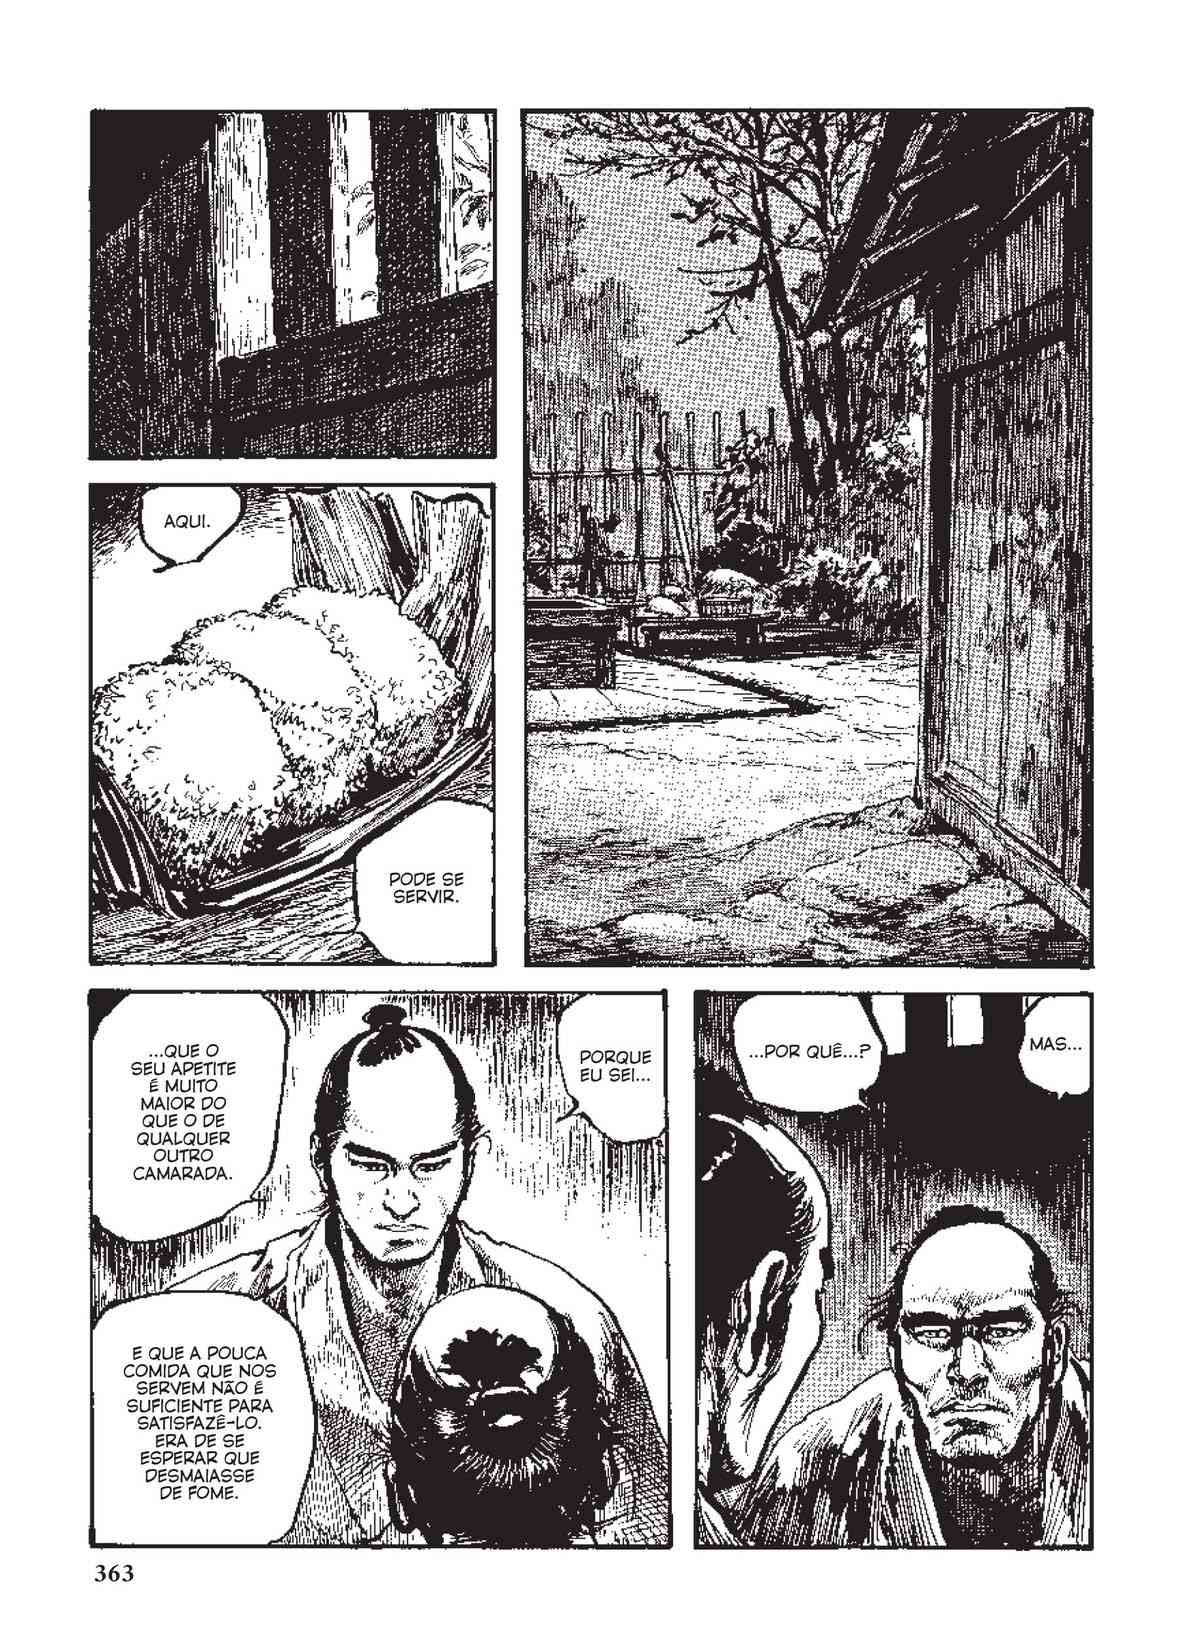 AQUI.
PODE SE
SERVIR.
MAS...
...POR QUÊ...?
PORQUE
EU SEI...
...QUE O
SEU APETITE
É MUITO
MAIOR DO
QUE O DE
QUALQUER
OUTRO
CAMARADA.
E QUE A POUCA
COMIDA QUE NOS
SERVEM NÃO É
SUFICIENTE PARA
SATISFAZÊ-LO.
ERA DE SE
ESPERAR QUE
DESMAIASSE
DE FOME.
363